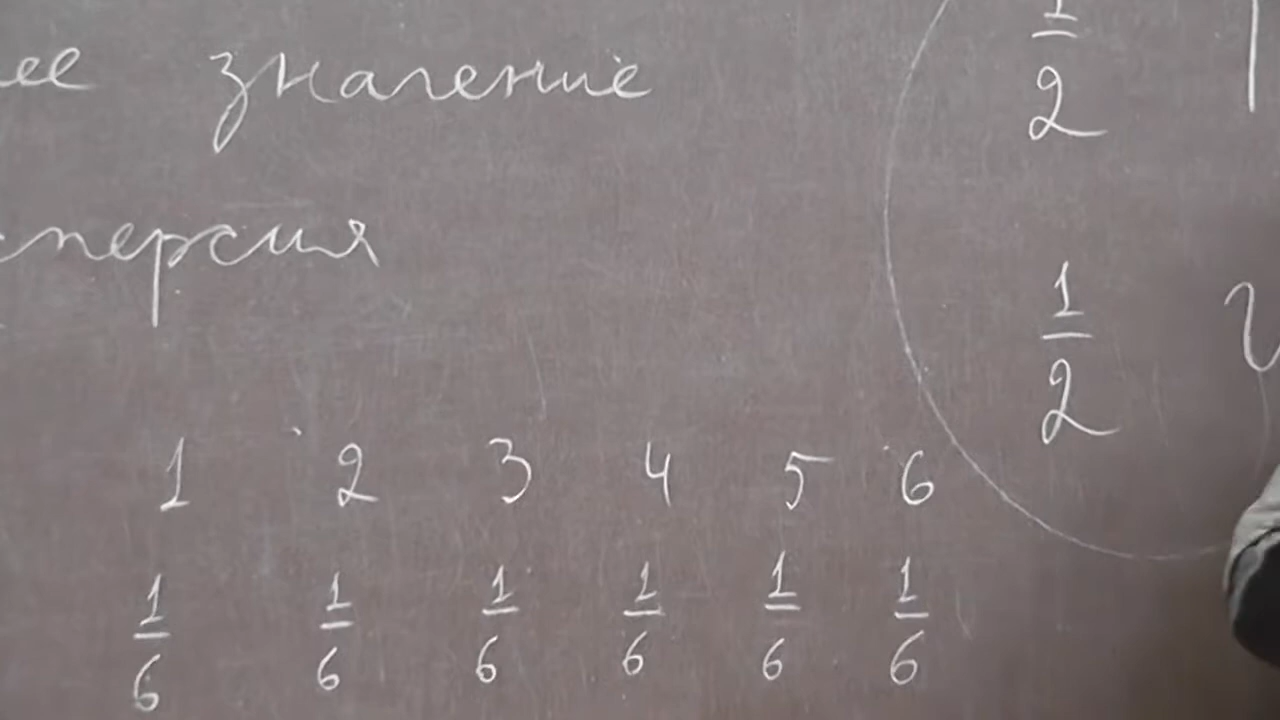 ее значение
сперсия
1 2 3 4 5 6
1/6 1/6 1/6 1/6 1/6 1/6
1/2
1/2